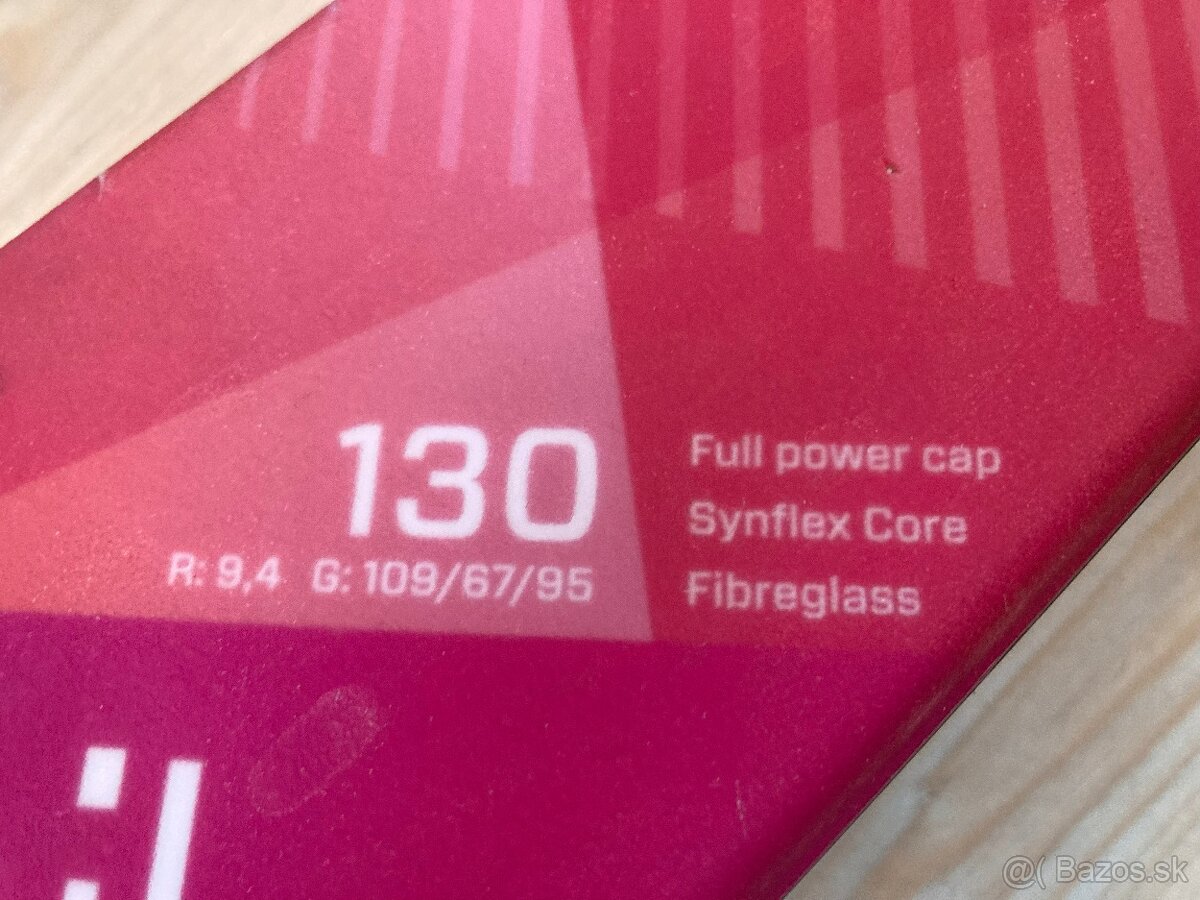 130
R: 9,4 G: 109/67/95
Full power cap
Synflex Core
Fibreglass
@( Bazos.sk